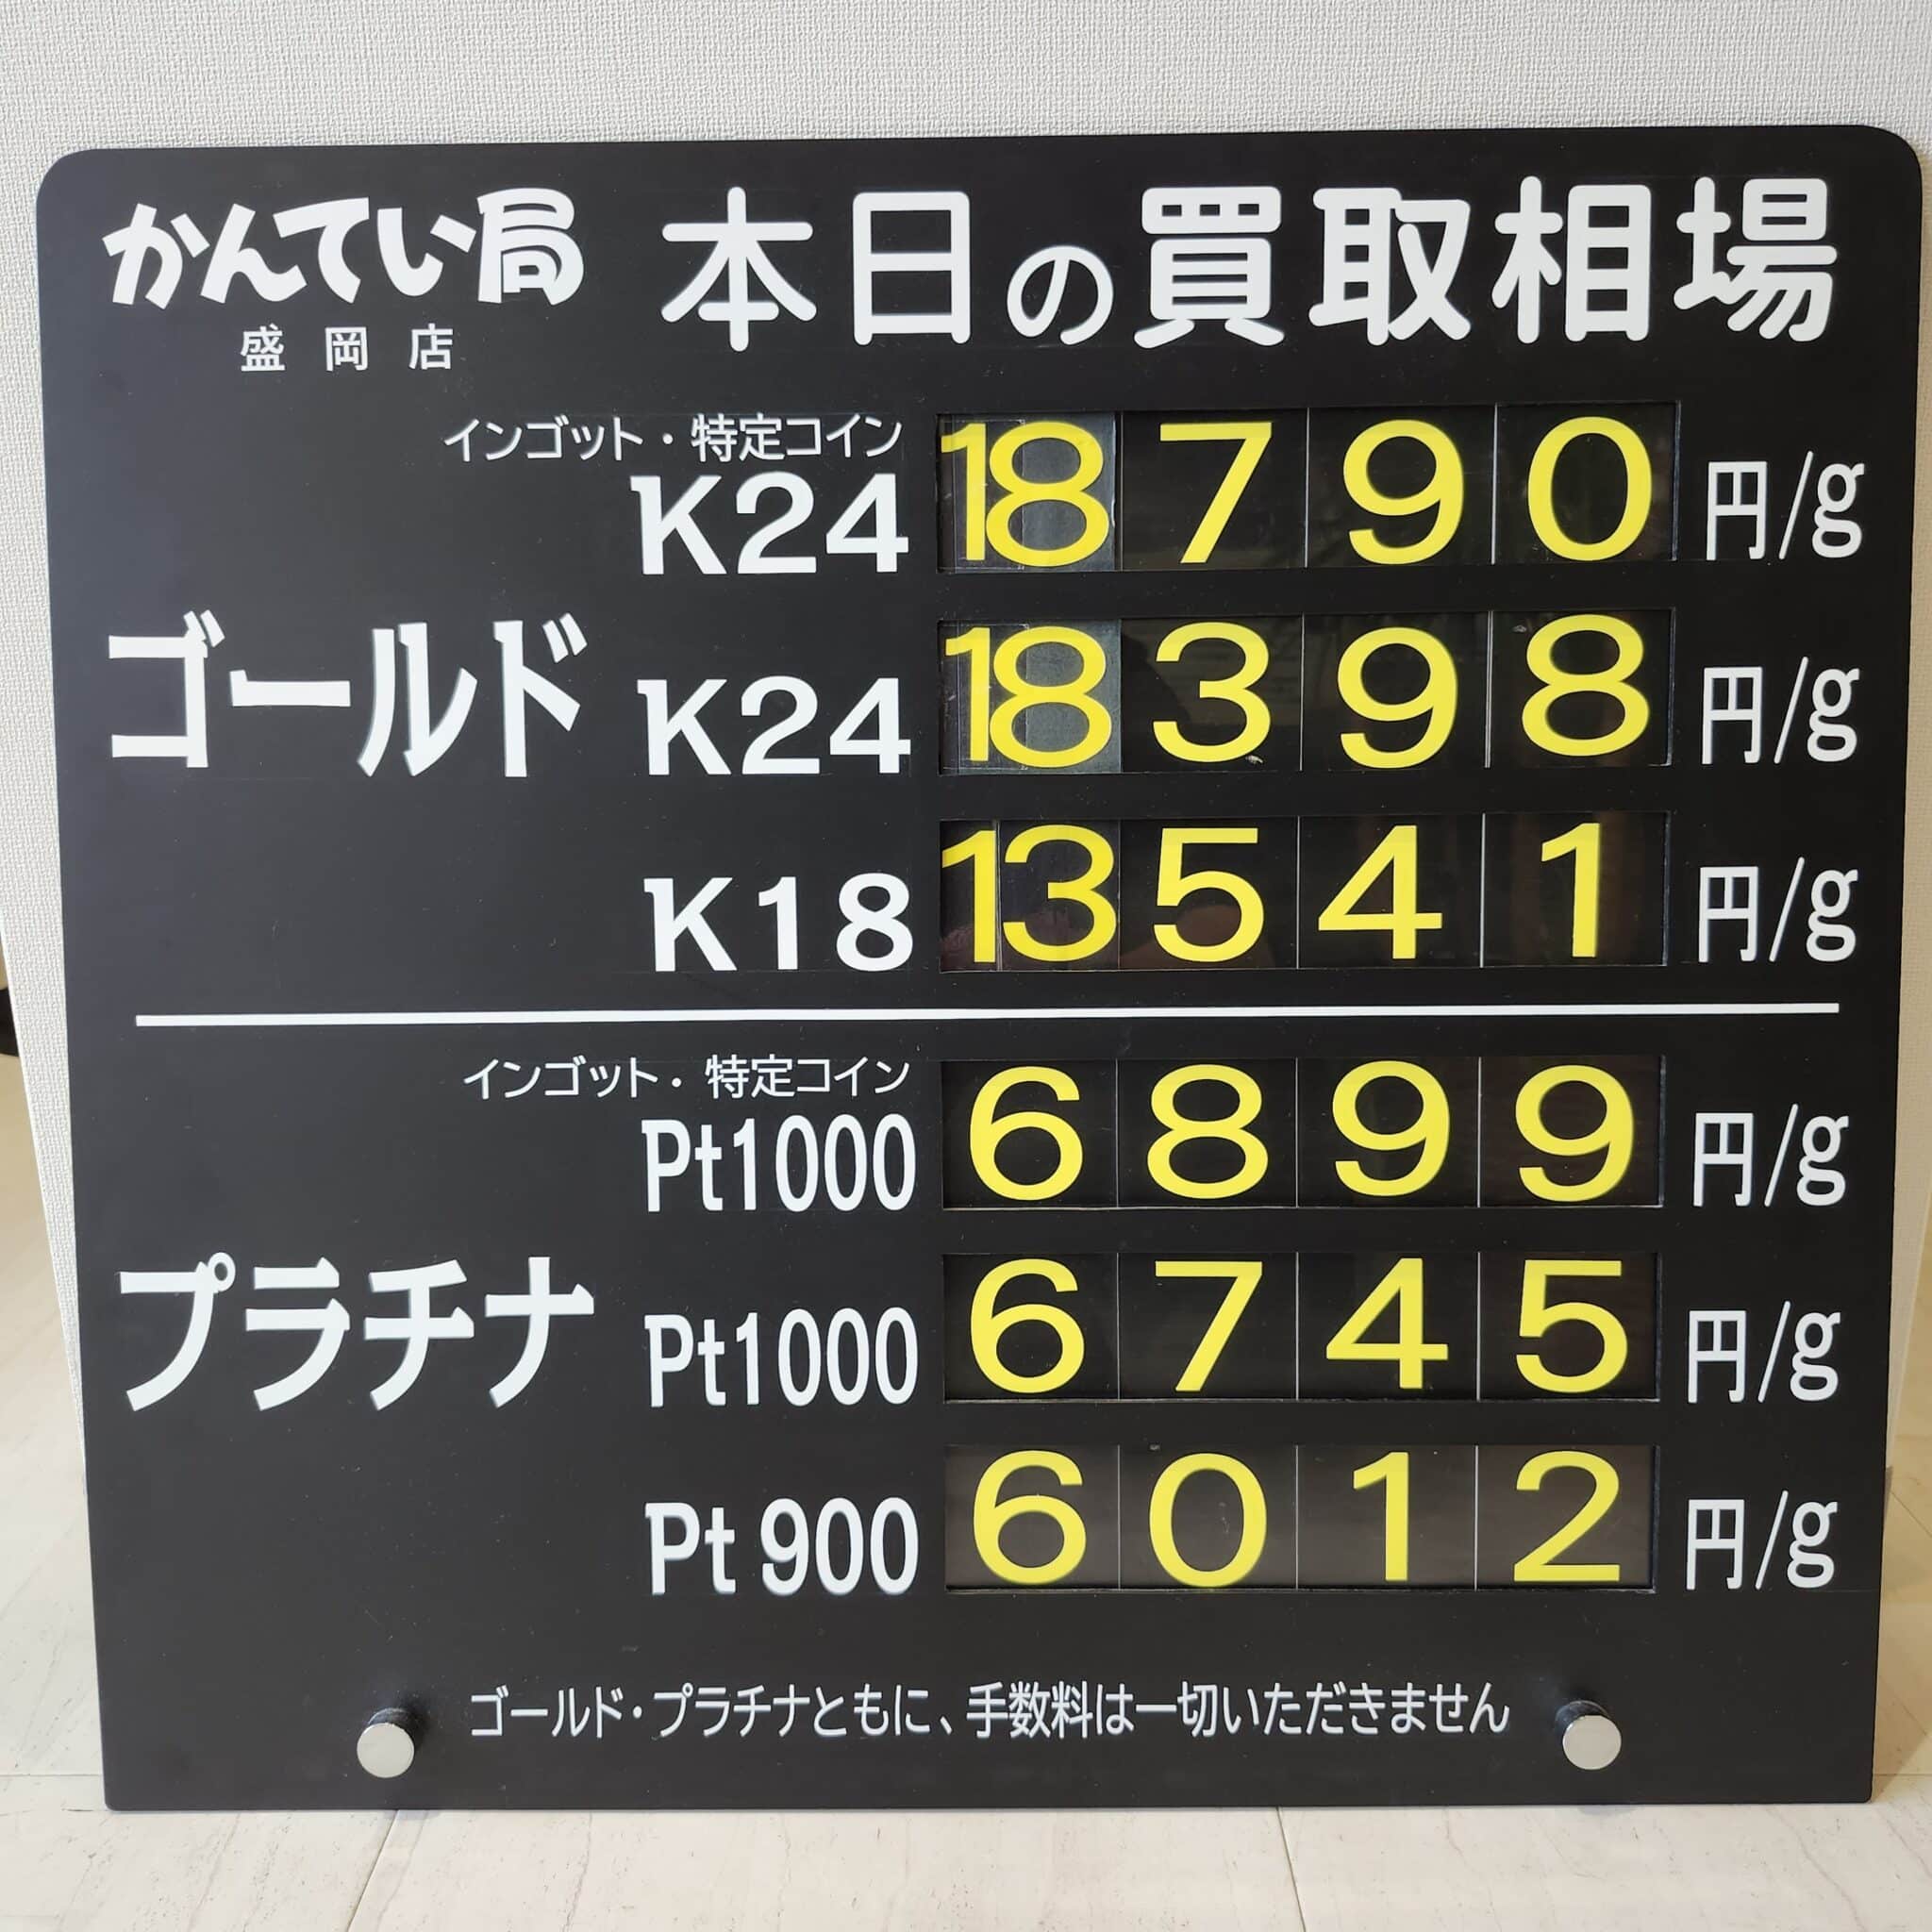 かんてい局 本日の買取相場
盛岡店
インゴット・特定コイン
K24 18790 円/g
ゴールド K24 18398 円/g
K18 13541 円/g
インゴット・特定コイン
Pt1000 6899 円/g
プラチナ Pt1000 6745 円/g
Pt 900 6012 円/g
ゴールド・プラチナともに、手数料は一切いただきません